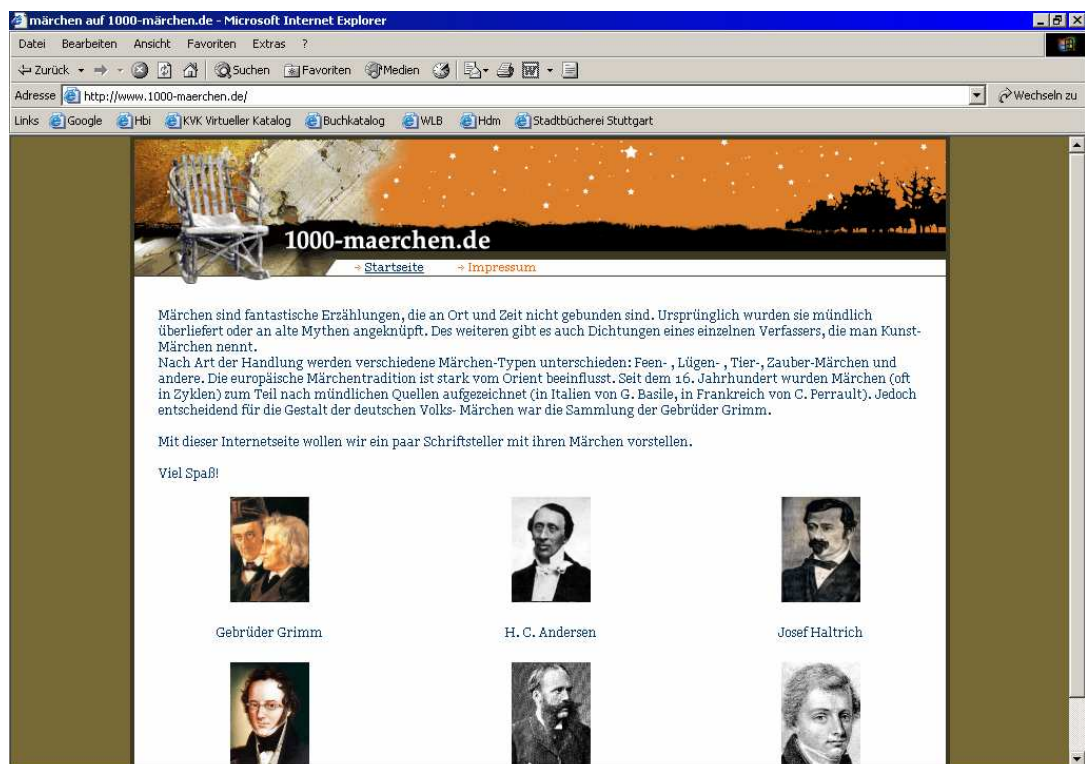 märchen auf 1000-märchen.de - Microsoft Internet Explorer
Datei Bearbeiten Ansicht Favoriten Extras ?
Zurück Suchen Favoriten Medien
Adresse http://www.1000-maerchen.de/ Wechseln zu
Links Google Hbi KVK Virtueller Katalog Buchkatalog WLB Hdm Stadtbücherei Stuttgart
1000-maerchen.de
Startseite Impressum
Märchen sind fantastische Erzählungen, die an Ort und Zeit nicht gebunden sind. Ursprünglich wurden sie mündlich
überliefert oder an alte Mythen angeknüpft. Des weiteren gibt es auch Dichtungen eines einzelnen Verfassers, die man Kunst-
Märchen nennt.
Nach Art der Handlung werden verschiedene Märchen-Typen unterschieden: Feen- , Lügen- , Tier-, Zauber-Märchen und
andere. Die europäische Märchentradition ist stark vom Orient beeinflusst. Seit dem 16. Jahrhundert wurden Märchen (oft
in Zyklen) zum Teil nach mündlichen Quellen aufgezeichnet (in Italien von G. Basile, in Frankreich von C. Perrault). Jedoch
entscheidend für die Gestalt der deutschen Volks- Märchen war die Sammlung der Gebrüder Grimm.
Mit dieser Internetseite wollen wir ein paar Schriftsteller mit ihren Märchen vorstellen.
Viel Spaß!
Gebrüder Grimm H. C. Andersen Josef Haltrich